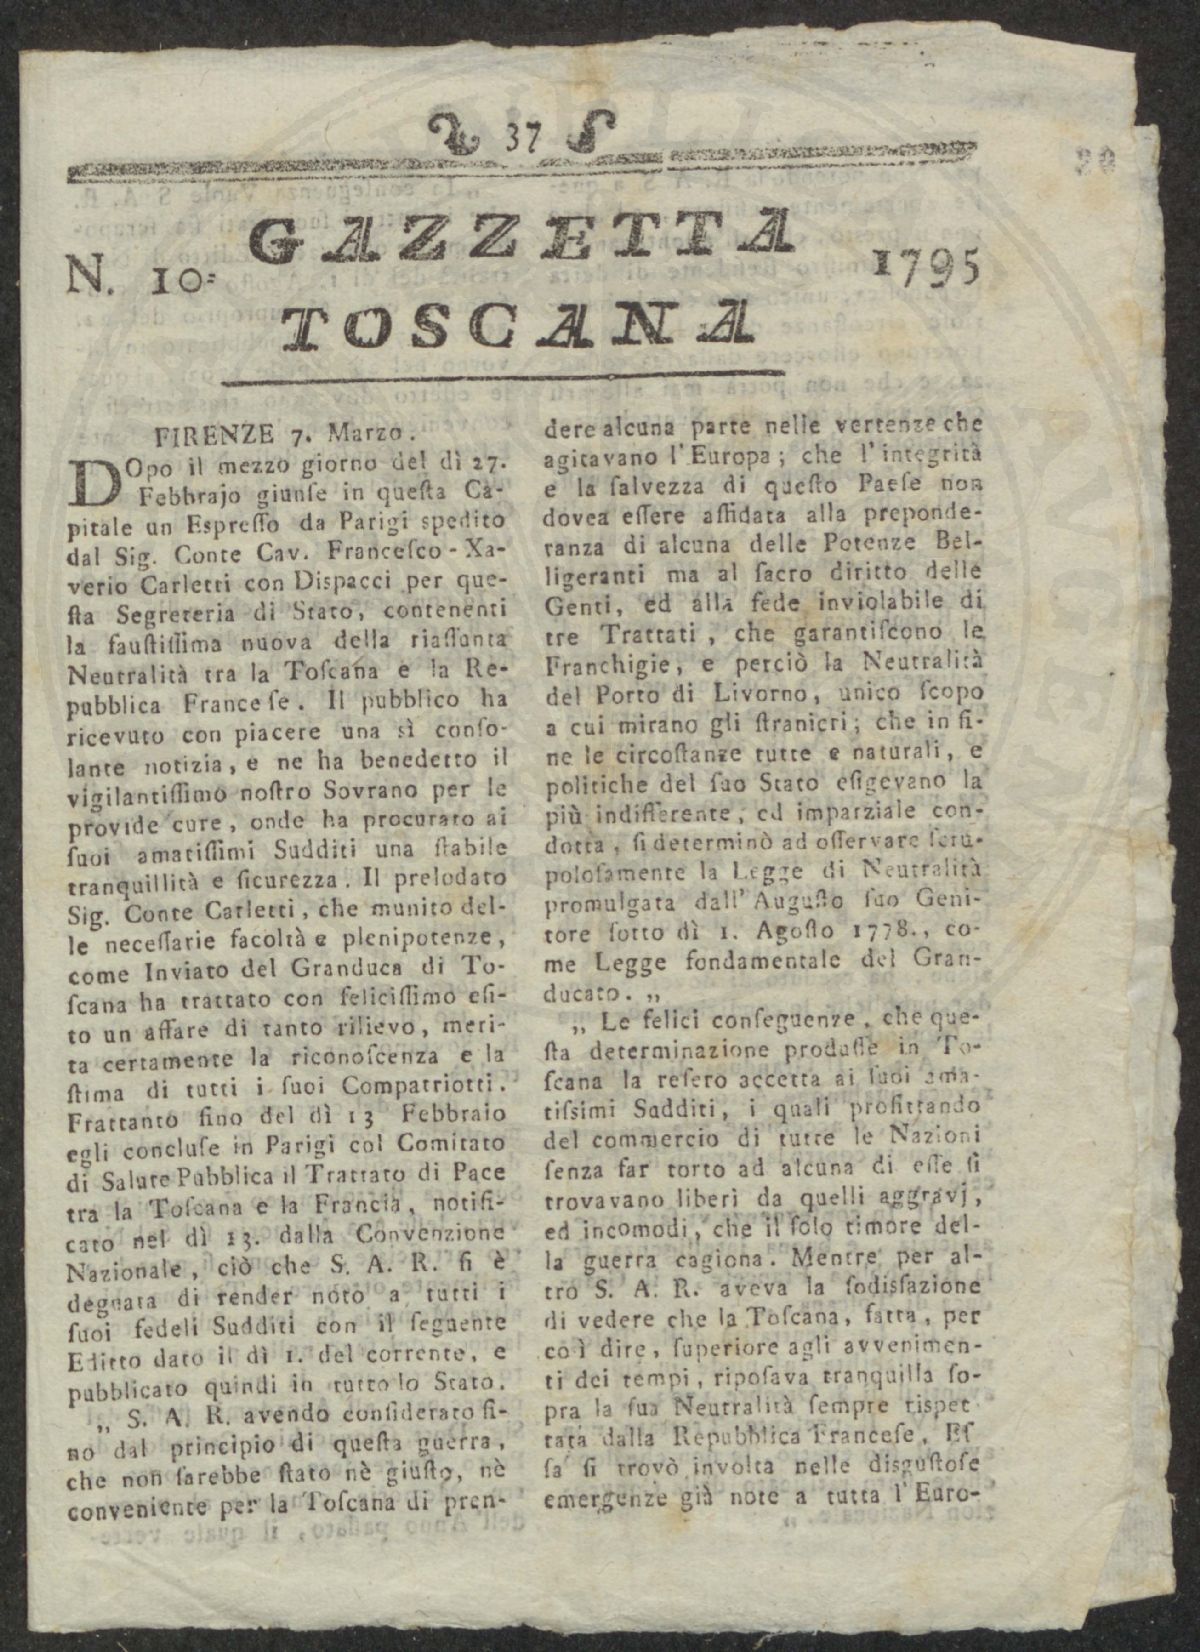 37
N. 10.
GAZZETTA
TOSCANA
1795
FIRENZE 7. Marzo.
DOpo il mezzo giorno del dì 27.
Febbrajo giunſe in queſta Ca-
pitale un Eſpreſſo da Parigi ſpedito
dal Sig. Conte Cav. Franceſco-Xa-
verio Carletti con Diſpacci per que-
ſta Segreteria di Stato, contenenti
la fauſtiſſima nuova della riaſſunta
Neutralità tra la Toſcana e la Re-
pubblica Franceſe. Il pubblico ha
ricevuto con piacere una sì conſo-
lante notizia, e ne ha benedetto il
vigilantiſſimo noſtro Sovrano per le
provide cure, onde ha procurato ai
ſuoi amatiſſimi Sudditi una ſtabile
tranquillità e ſicurezza. Il prelodato
Sig. Conte Carletti, che munito del-
le neceſſarie facoltà e plenipotenze,
come Inviato del Granduca di To-
ſcana ha trattato con feliciſſimo eſi-
to un affare di tanto rilievo, meri-
ta certamente la riconoſcenza e la
ſtima di tutti i ſuoi Compatriotti.
Frattanto fino del dì 13 Febbraio
egli concluſe in Parigi col Comitato
di Salute Pubblica il Trattato di Pace
tra la Toſcana e la Francia, notifi-
cato nel dì 13. dalla Convenzione
Nazionale, ciò che S. A. R. ſi è
degnata di render noto a tutti i
ſuoi fedeli Sudditi con il ſeguente
Editto dato il dì 1. del corrente, e
pubblicato quindi in tutto lo Stato.
„ S. A. R. avendo conſiderato fi-
no dal principio di queſta guerra,
che non ſarebbe ſtato nè giuſto, nè
conveniente per la Toſcana di pren-
dere alcuna parte nelle vertenze che
agitavano l'Europa; che l'integrità
e la ſalvezza di queſto Paeſe non
dovea eſſere affidata alla preponde-
ranza di alcuna delle Potenze Bel-
ligeranti ma al ſacro diritto delle
Genti, ed alla fede inviolabile di
tre Trattati, che garantiſcono le
Franchigie, e perciò la Neutralità
del Porto di Livorno, unico ſcopo
a cui mirano gli ſtranieri; che in fi-
ne le circoſtanze tutte e naturali, e
politiche del ſuo Stato eſigevano la
più indifferente, ed imparziale con-
dotta, ſi determinò ad oſſervare ſcru-
poloſamente la Legge di Neutralità
promulgata dall'Auguſto ſuo Geni-
tore ſotto dì 1. Agoſto 1778., co-
me Legge fondamentale del Gran-
ducato. „
„ Le felici conſeguenze, che que-
ſta determinazione produſſe in To-
ſcana la reſero accetta ai ſuoi ama-
tiſsimi Sudditi, i quali profittando
del commercio di tutte le Nazioni
ſenza far torto ad alcuna di eſſe ſi
trovavano liberi da quelli aggravj,
ed incomodi, che il ſolo timore del-
la guerra cagiona. Mentre per al-
tro S. A. R. aveva la ſodisfazione
di vedere che la Toſcana, fatta, per
co ì dire, ſuperiore agli avvenimen-
ti dei tempi, ripoſava tranquilla ſo-
pra la ſua Neutralità ſempre riſpet
tata dalla Repubblica Franceſe, Eſ
ſa ſi trovò involta nelle diſguſtoſe
emergenze già note a tutta l'Euro-